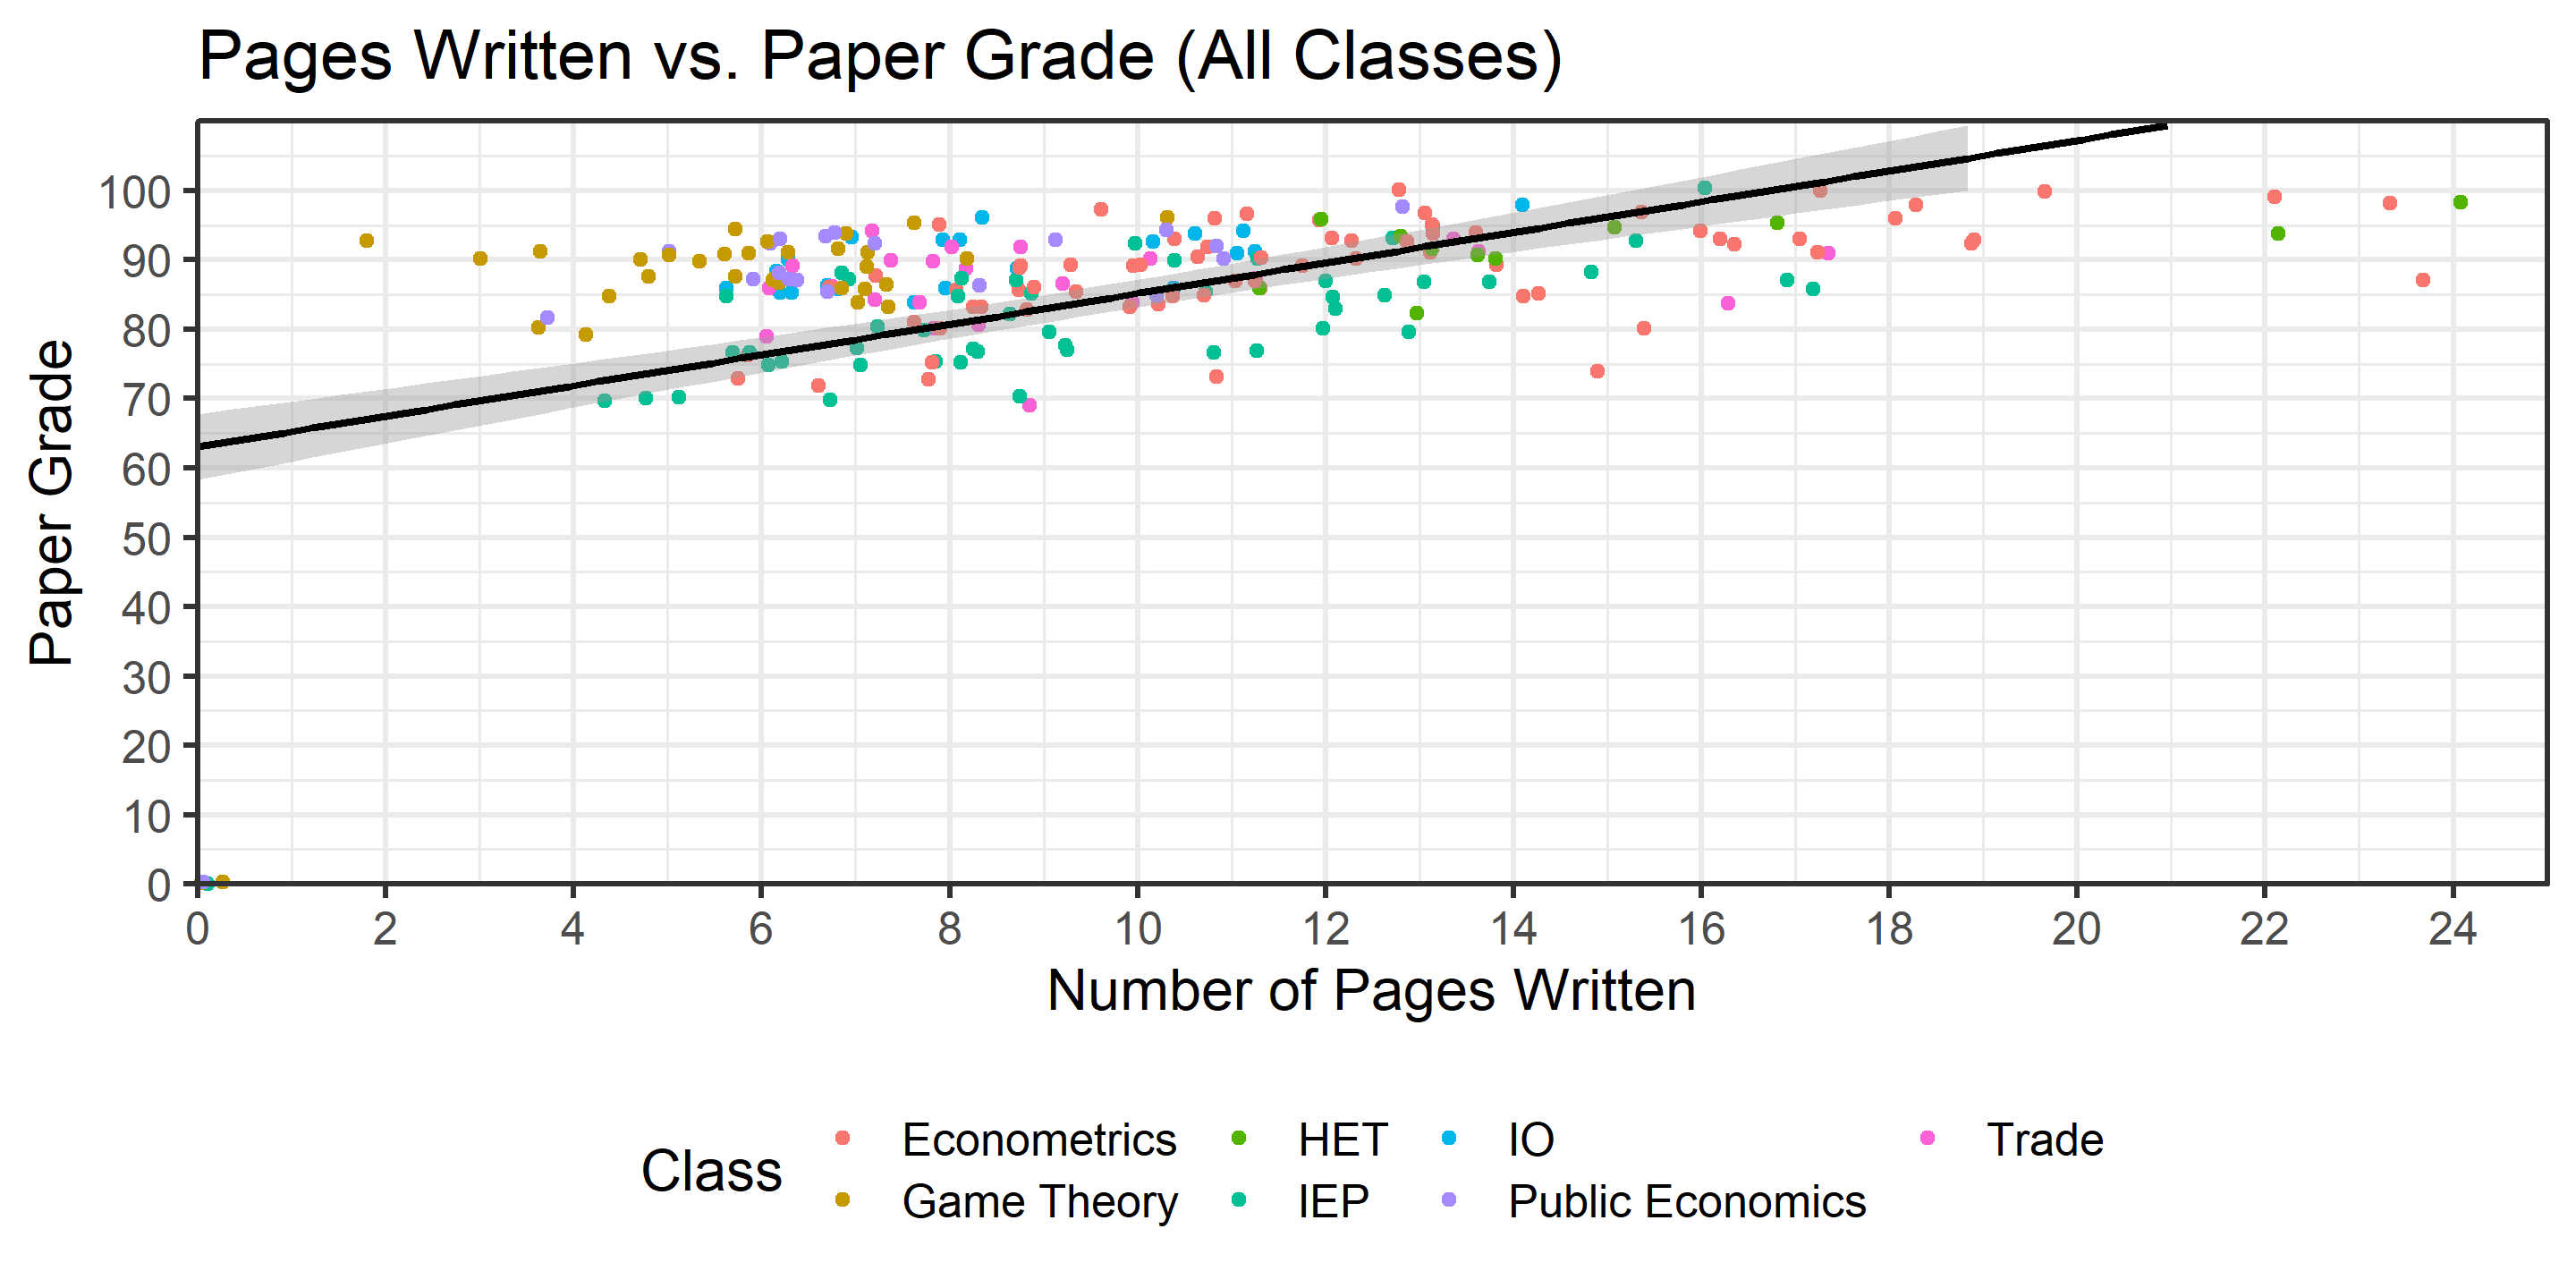 Pages Written vs. Paper Grade (All Classes)
Paper Grade
100
90
80
70
60
50
40
30
20
10
0
0 2 4 6 8 10 12 14 16 18 20 22 24
Number of Pages Written
Class
Econometrics HET IO Trade
Game Theory IEP Public Economics